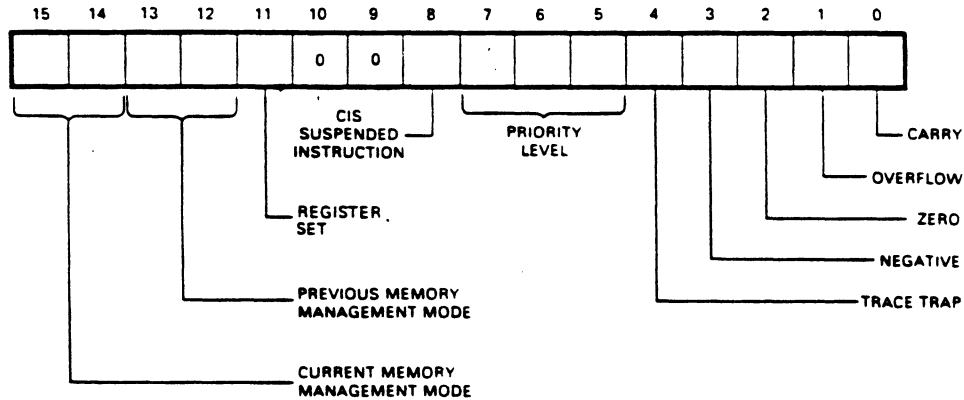 15 14 13 12 11 10 9 8 7 6 5 4 3 2 1 0
0 0
CIS
SUSPENDED
INSTRUCTION
PRIORITY
LEVEL
CARRY
OVERFLOW
REGISTER
SET
ZERO
NEGATIVE
PREVIOUS MEMORY
MANAGEMENT MODE
TRACE TRAP
CURRENT MEMORY
MANAGEMENT MODE